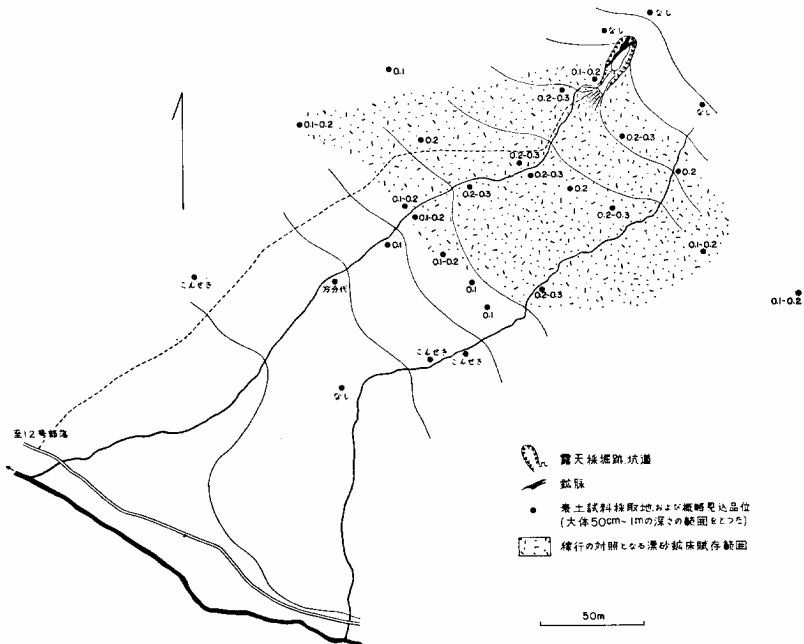 なし
なし
0.1
0.1~0.2
0.2~0.3
なし
0.1~0.2
0.2
0.2~0.3
0.2~0.3
0.2~0.3
0.2
0.2~0.3
0.2
0.2~0.3
0.1~0.2
0.1~0.2
0.1
0.1~0.2
0.1~0.2
0.1~0.2
こんせき
万分代
0.1
0.2~0.3
0.1
こんせき
こんせき
なし
至12号部落
露天採掘跡.坑道
鉱脉
表土試料採取地および概略見込品位
(大体50cm~1mの深さの範囲をとった)
稼行の対照となる漂砂鉱床賦存範囲
50m